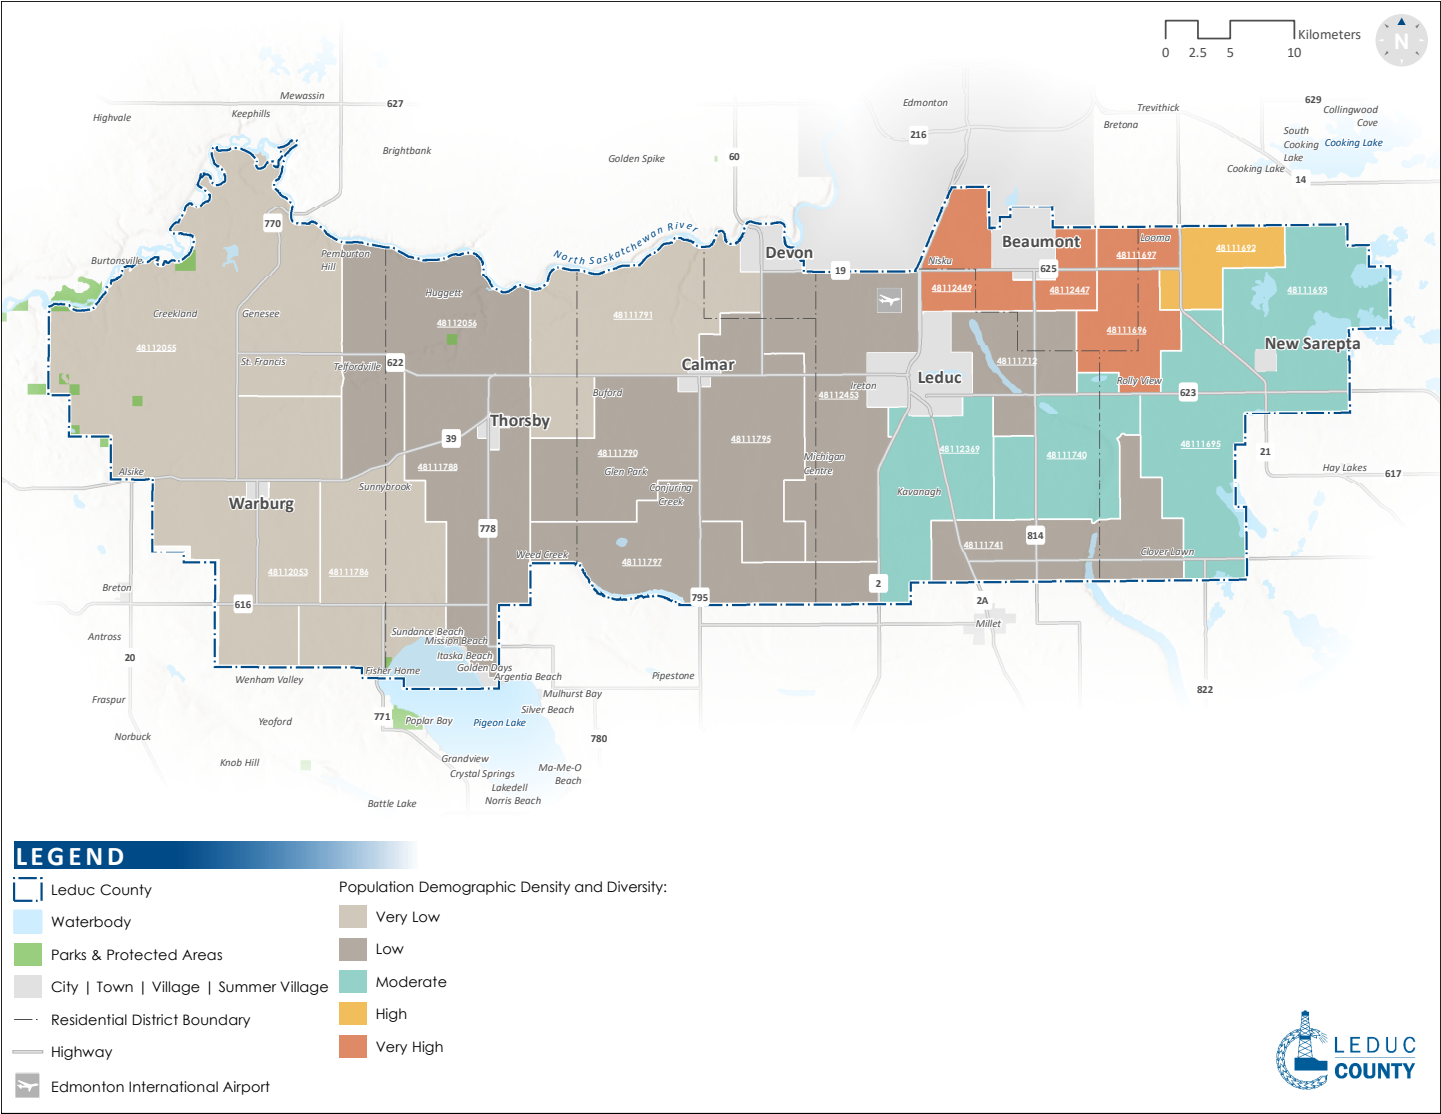 Kilometers
0 2.5 5 10
N
Mewassin
627
Highvale
Keephills
Brightbank
Golden Spike
60
Edmonton
216
Trevithick
Bretona
629
Collingwood
Cove
South
Cooking
Lake
Cooking Lake
Cooking Lake
14
770
Burtonsville
Pemburton
Hill
North Saskatchewan River
Devon
19
Beaumont
Nisku
Looma
625
48111697
48111692
48112449
48112447
48111693
Huggett
Creekland
Genesee
48112056
48111791
48111696
48112055
St. Francis
Telfordville
622
Calmar
48111712
New Sarepta
Leduc
Ireton
Rolly View
623
Buford
48112453
Thorsby
39
48111795
48111790
48111788
Glen Park
Michigan
Centre
48112369
48111740
48111695
21
Hay Lakes
617
Alsike
Sunnybrook
Conjuring
Creek
Kavanagh
Warburg
778
814
48111741
Clover Lawn
Weed Creek
48111797
48112053
48111786
2
Breton
616
795
2A
Millet
Antross
20
Sundance Beach
Mission Beach
Itaska Beach
Golden Days
Fisher Home
Argentia Beach
Wenham Valley
Pipestone
822
Fraspur
Mulhurst Bay
Silver Beach
771
Poplar Bay
Pigeon Lake
Yeoford
Norbuck
780
Knob Hill
Grandview
Crystal Springs
Ma-Me-O
Beach
Lakedell
Norris Beach
Battle Lake
LEGEND
Leduc County
Waterbody
Parks & Protected Areas
City | Town | Village | Summer Village
Residential District Boundary
Highway
Edmonton International Airport
Population Demographic Density and Diversity:
Very Low
Low
Moderate
High
Very High
LEDUC
COUNTY